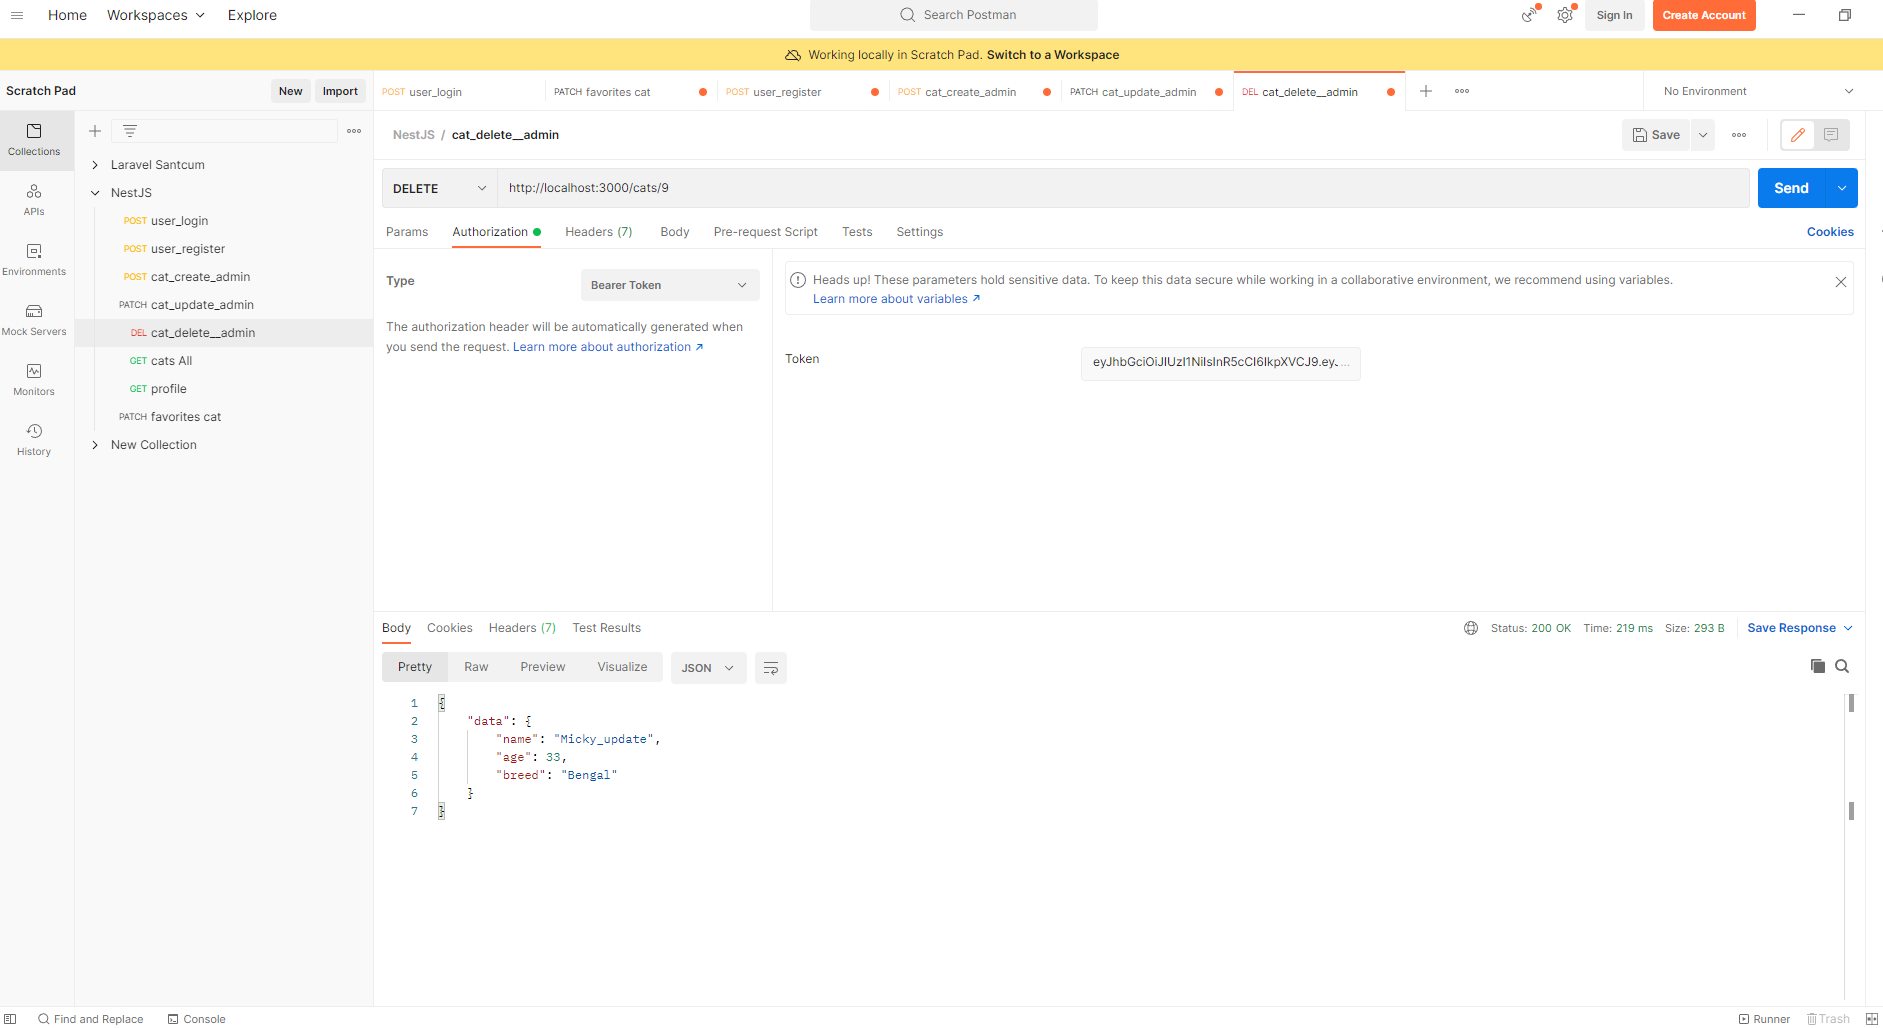 Home Workspaces Explore Search Postman Sign In Create Account
Working locally in Scratch Pad. Switch to a Workspace
Scratch Pad New Import
POST user_login PATCH favorites cat POST user_register POST cat_create_admin PATCH cat_update_admin DEL cat_delete__admin No Environment
Collections
APIs
Environments
Mock Servers
Monitors
History
Laravel Santcum
NestJS
POST user_login
POST user_register
POST cat_create_admin
PATCH cat_update_admin
DEL cat_delete__admin
GET cats All
GET profile
PATCH favorites cat
New Collection
NestJS / cat_delete__admin Save
DELETE http://localhost:3000/cats/9 Send
Params Authorization Headers (7) Body Pre-request Script Tests Settings Cookies
Type Bearer Token
The authorization header will be automatically generated when
you send the request. Learn more about authorization ↗
Heads up! These parameters hold sensitive data. To keep this data secure while working in a collaborative environment, we recommend using variables.
Learn more about variables ↗
Token
Body Cookies Headers (7) Test Results Status: 200 OK Time: 219 ms Size: 293 B Save Response
Pretty Raw Preview Visualize JSON
1 {
2 "data": {
3 "name": "Micky_update",
4 "age": 33,
5 "breed": "Bengal"
6 }
7 }
Find and Replace Console Runner Trash